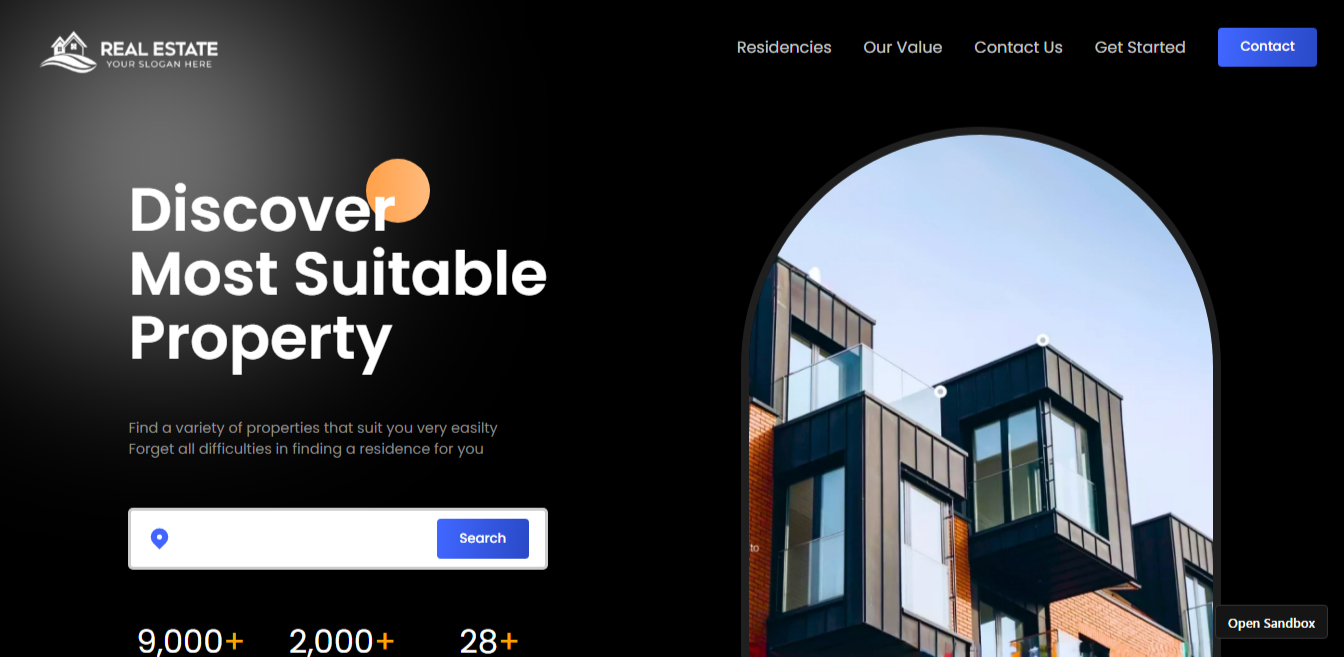 REAL ESTATE
YOUR SLOGAN HERE
Residencies
Our Value
Contact Us
Get Started
Contact
Discover
Most Suitable
Property
Find a variety of properties that suit you very easilty
Forget all difficulties in finding a residence for you
Search
9,000+
2,000+
28+
to
Open Sandbox